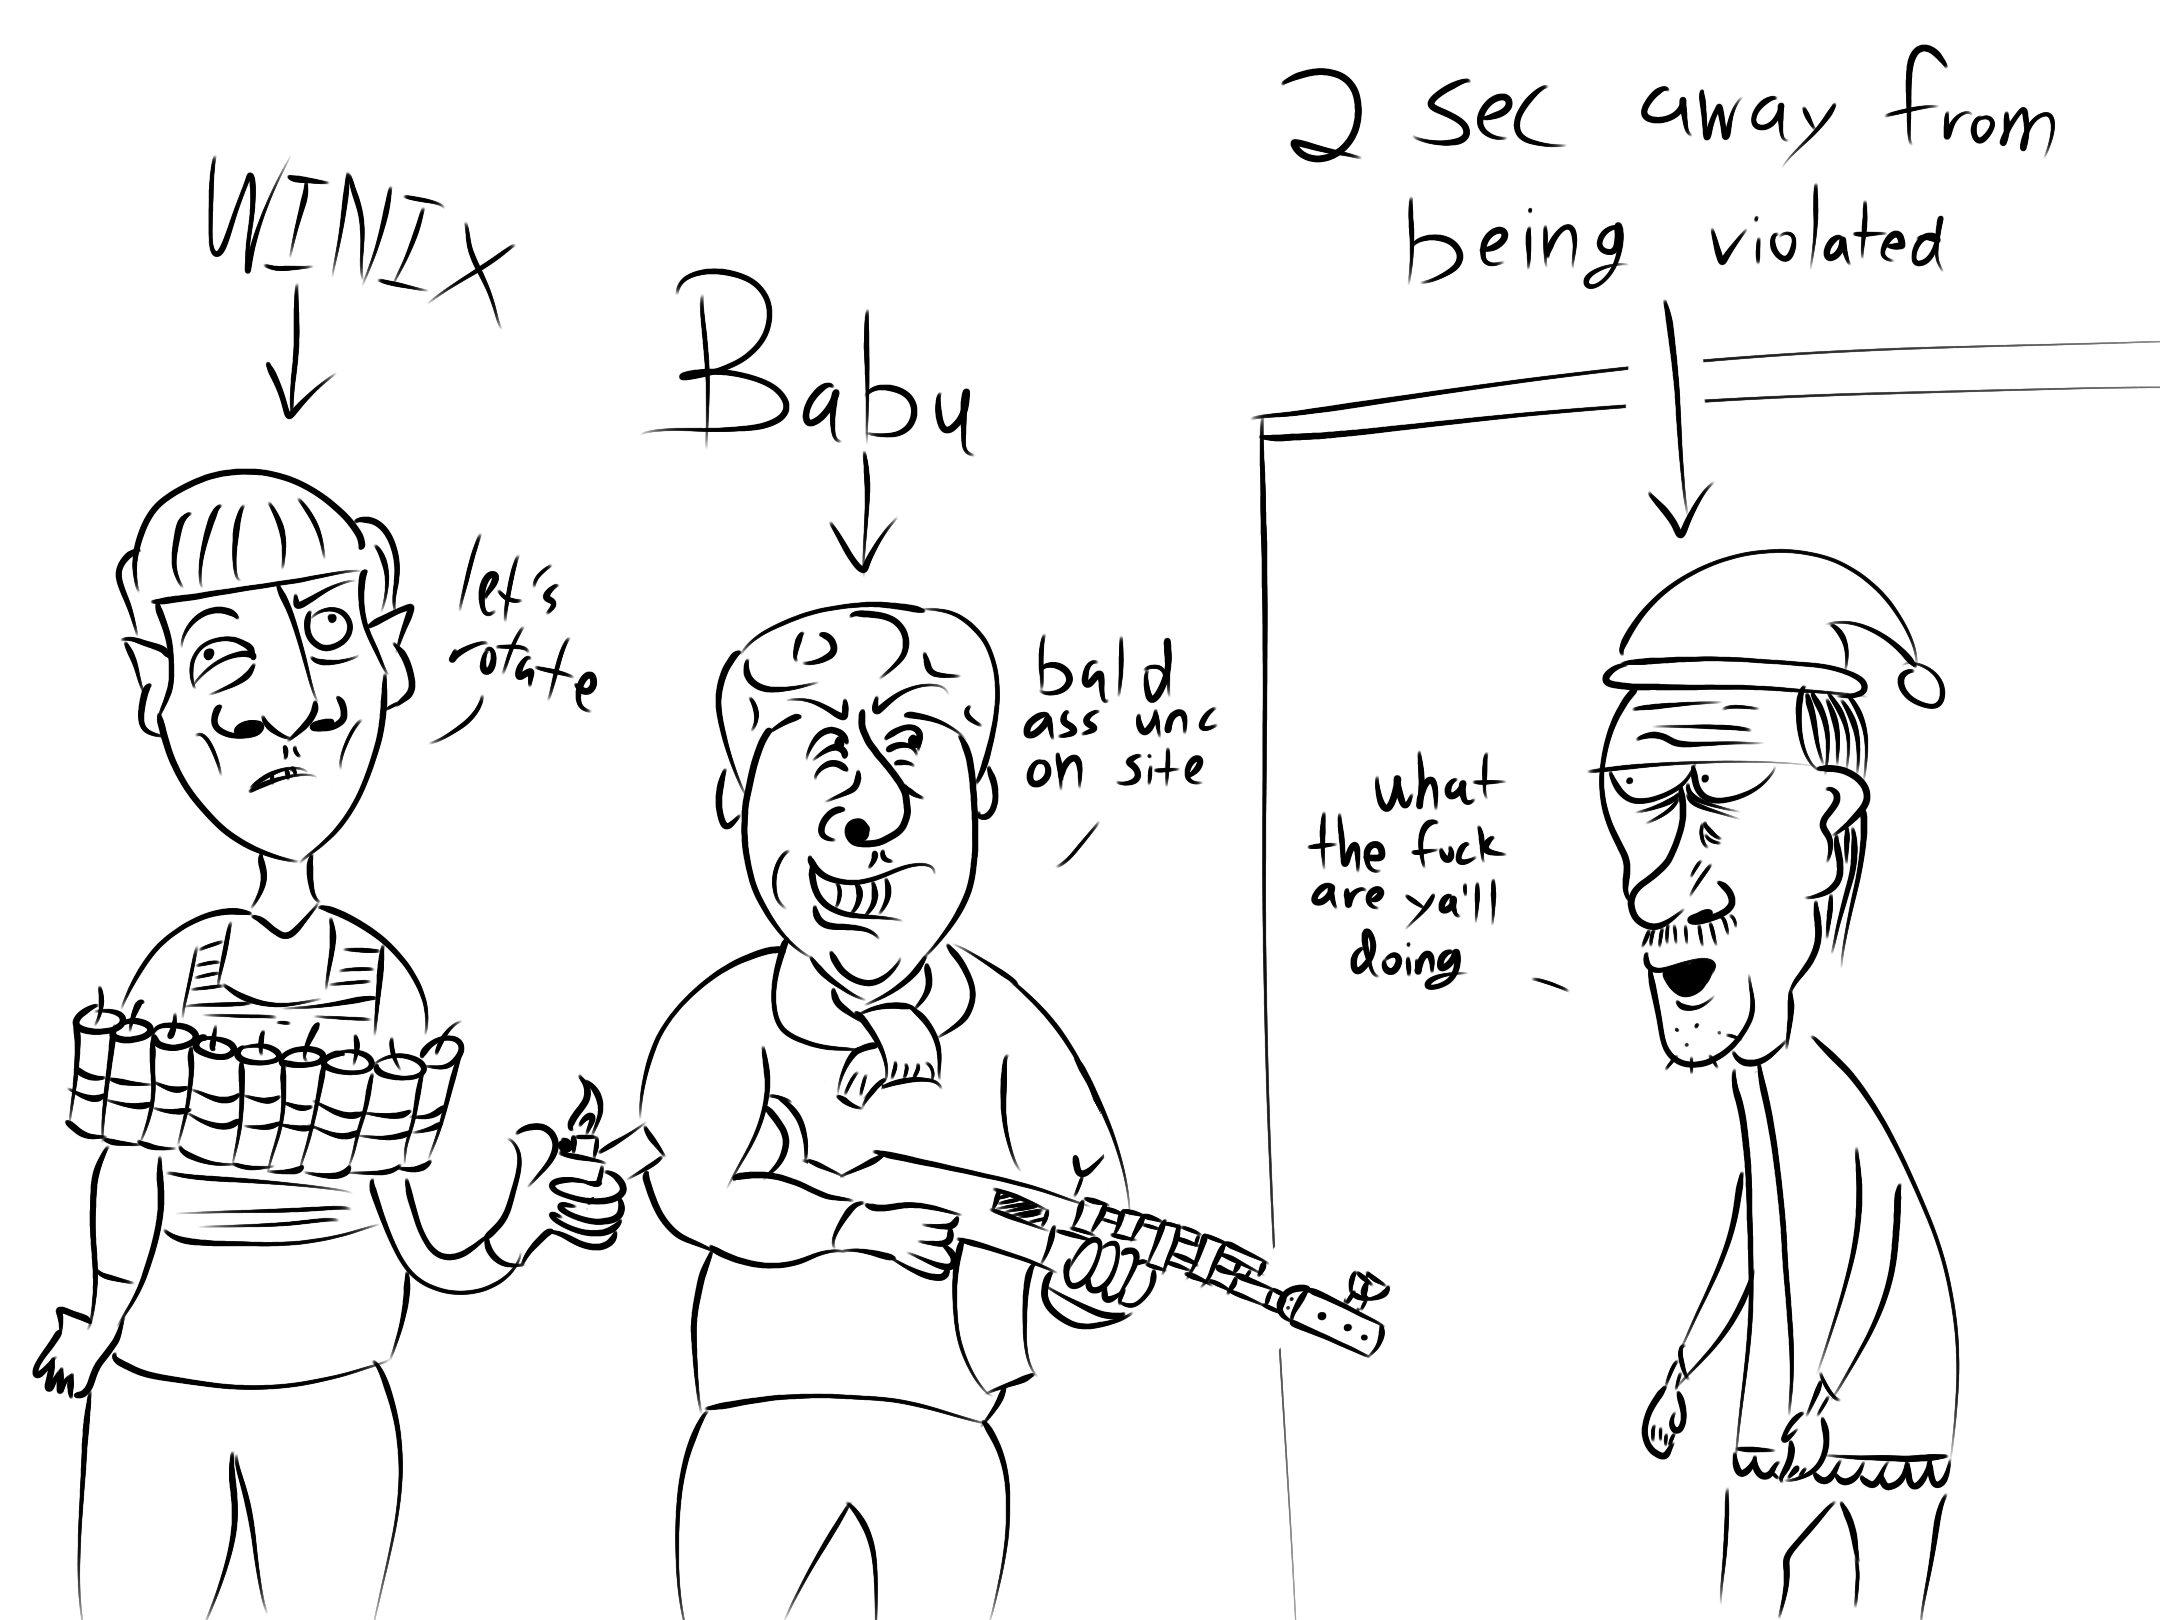 WINIX
let's
rotate
Baby
bald
ass unc
on site
2 sec away from
being violated
what
the fuck
are ya'll
doing